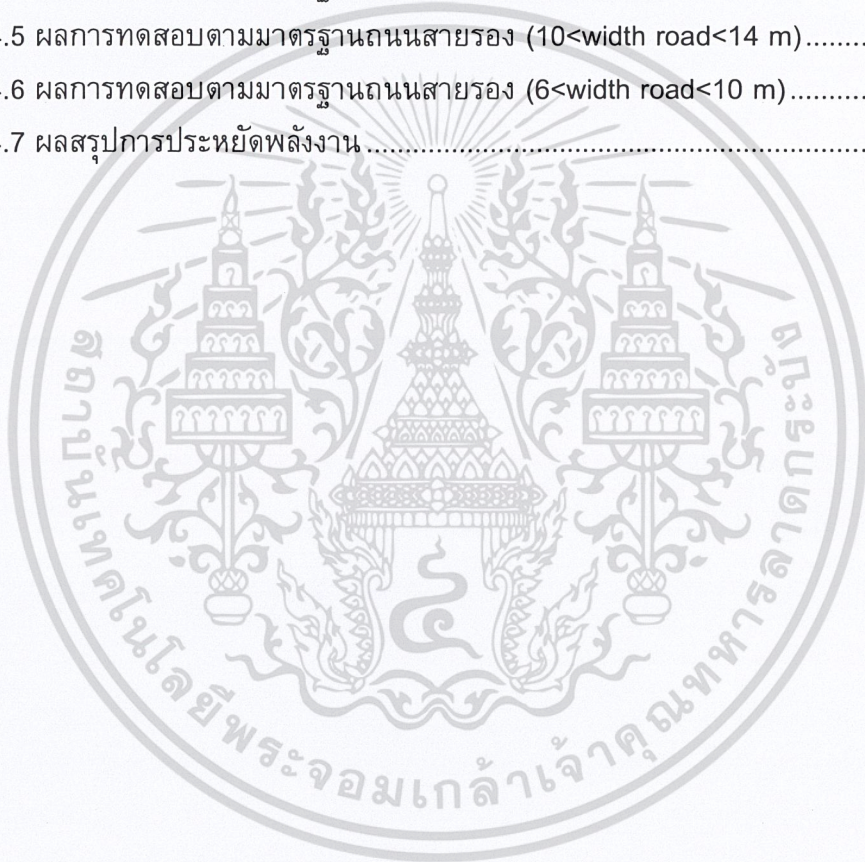 .5 ผลการทดสอบตามมาตรฐานถนนสายรอง (10<width road<14 m)..........
.6 ผลการทดสอบตามมาตรฐานถนนสายรอง (6<width road<10 m)...........
.7 ผลสรุปการประหยัดพลังงาน....................................................................
สถาบันเทคโนโลยีพระจอมเกล้าเจ้าคุณทหารลาดกระบัง